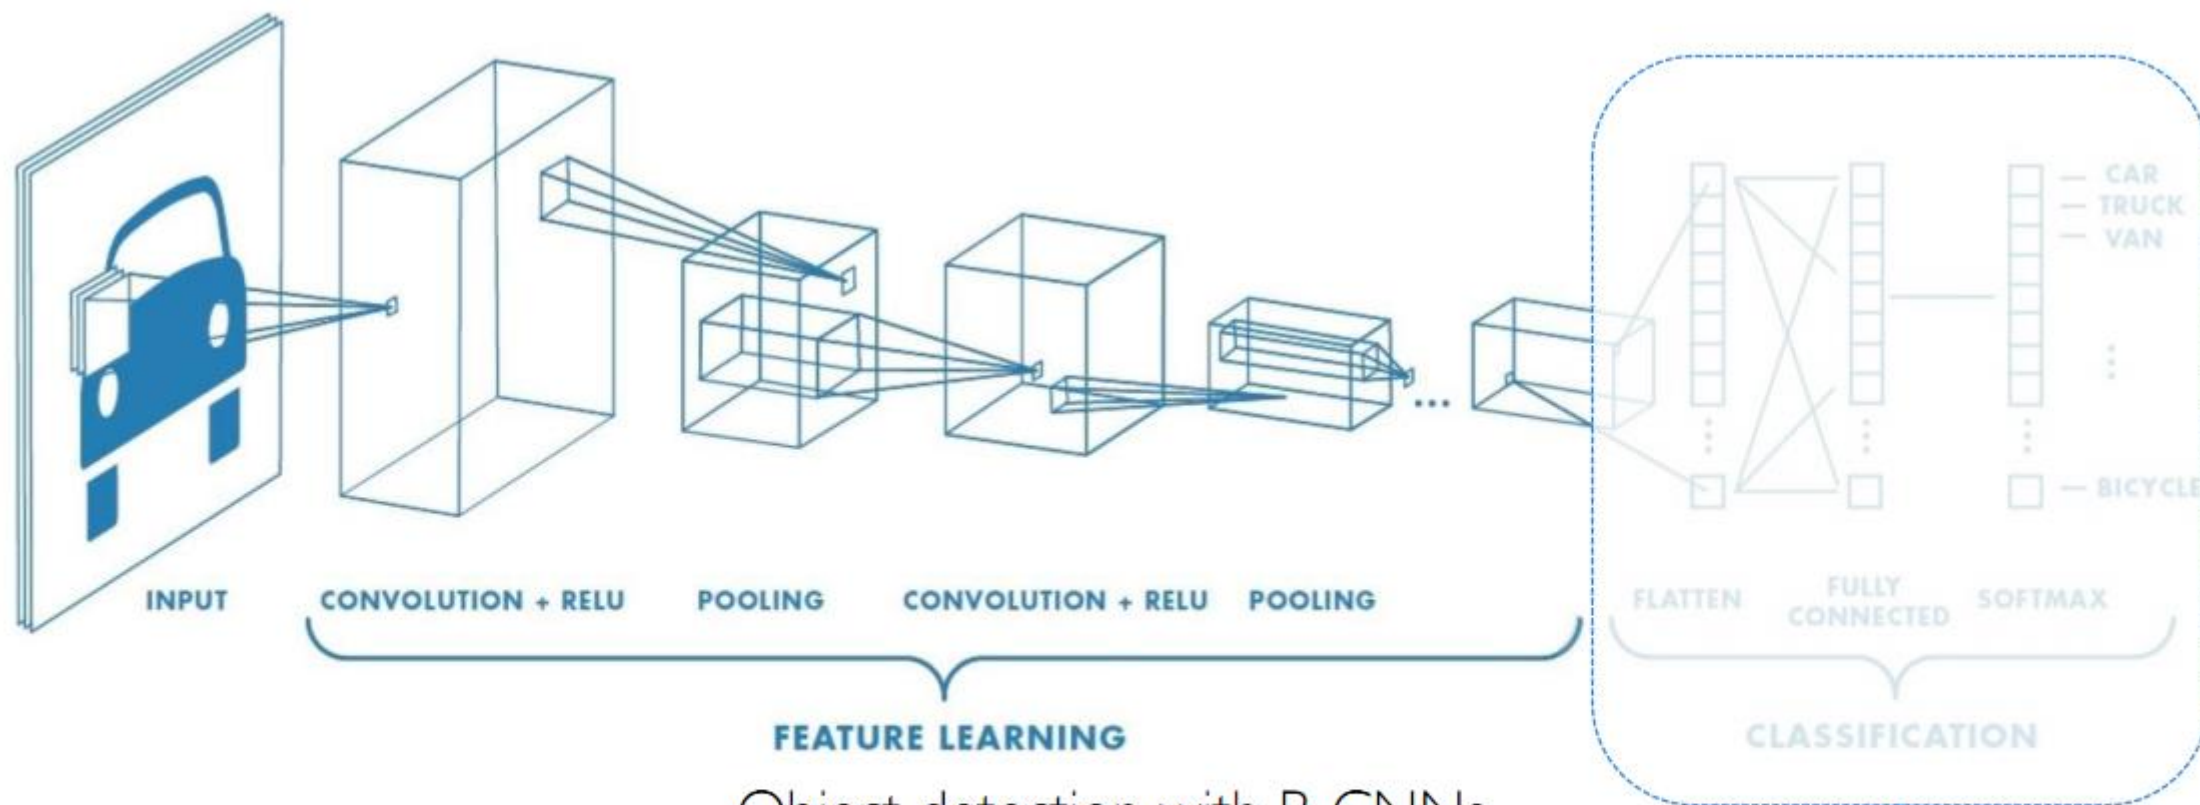 CAR
TRUCK
VAN
BICYCLE
INPUT
CONVOLUTION + RELU
POOLING
CONVOLUTION + RELU
POOLING
FLATTEN
FULLY
CONNECTED
SOFTMAX
FEATURE LEARNING
CLASSIFICATION
Object detection with R-CNNs